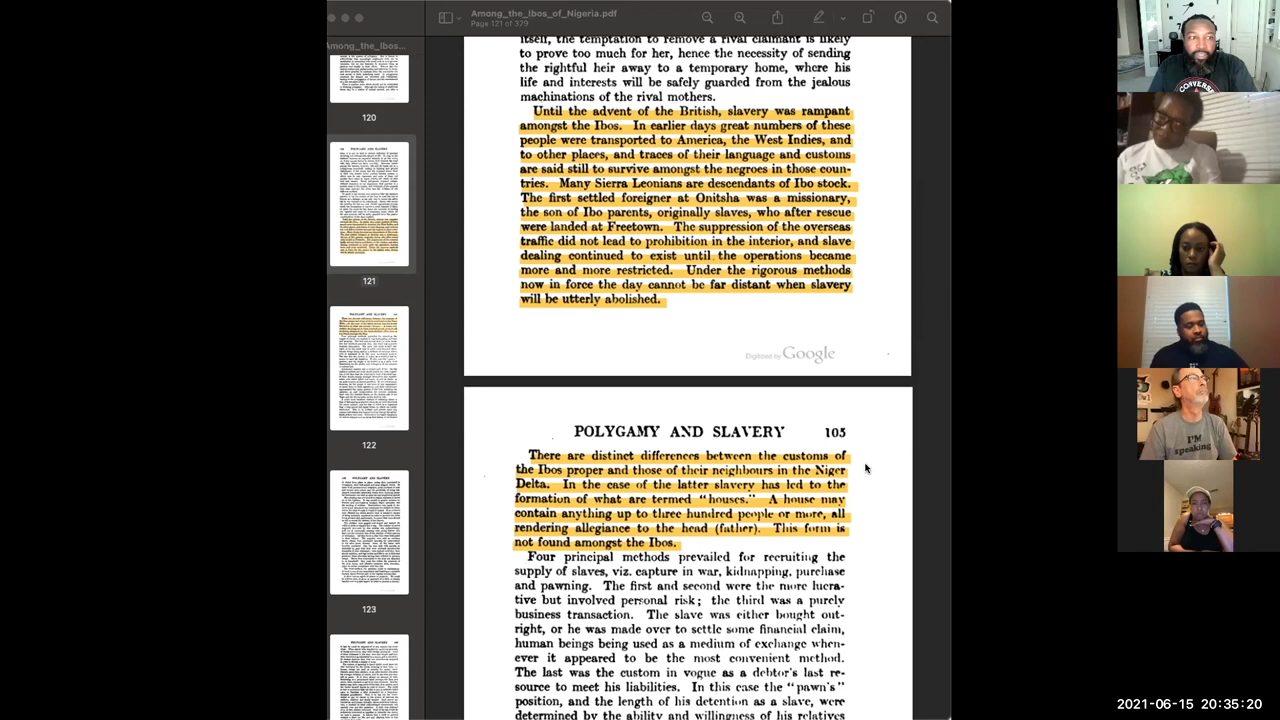 Among_the_Ibos_of_Nigeria.pdf
Page 121 of 329
Among_the_Ibos...
120
121
122
123
itself, the temptation to remove a rival claimant is likely
to prove too much for her, hence the necessity of sending
the rightful heir away to a temporary home, where his
life and interests will be safely guarded from the jealous
machinations of the rival mothers.
Until the advent of the British, slavery was rampant
amongst the Ibos. In earlier days great numbers of these
people were transported to America, the West Indies, and
to other places, and traces of their language and customs
are said still to survive amongst the negroes in those coun-
tries. Many Sierra Leonians are descendants of Ibo stock.
The first settled foreigner at Onitsha was a missionary,
the son of Ibo parents, originally slaves, who after rescue
were landed at Freetown. The suppression of the overseas
traffic did not lead to prohibition in the interior, and slave
dealing continued to exist until the operations became
more and more restricted. Under the rigorous methods
now in force the day cannot be far distant when slavery
will be utterly abolished.
Digitized by Google
POLYGAMY AND SLAVERY 103
There are distinct differences between the customs of
the Ibos proper and those of their neighbours in the Niger
Delta. In the case of the latter slavery has led to the
formation of what are termed "houses." A house may
contain anything up to three hundred people or more, all
rendering allegiance to the head (father). This form is
not found amongst the Ibos.
Four principal methods prevailed for recruiting the
supply of slaves, viz. capture in war, kidnapping, purchase
and pawning. The first and second were the more lucra-
tive but involved personal risk; the third was a purely
business transaction. The slave was either bought out-
right, or he was made over to settle some financial claim,
human beings being used as a medium of exchange when-
ever it appeared to be the most convenient method.
The last was the custom in vogue as a debtor's last re-
source to meet his liabilities. In this case the "pawn's"
position, and the length of his detention as a slave, were
determined by the ability and willingness of his relatives
CONVERSE
I'M
speaking
2021-08-15 20:39:20